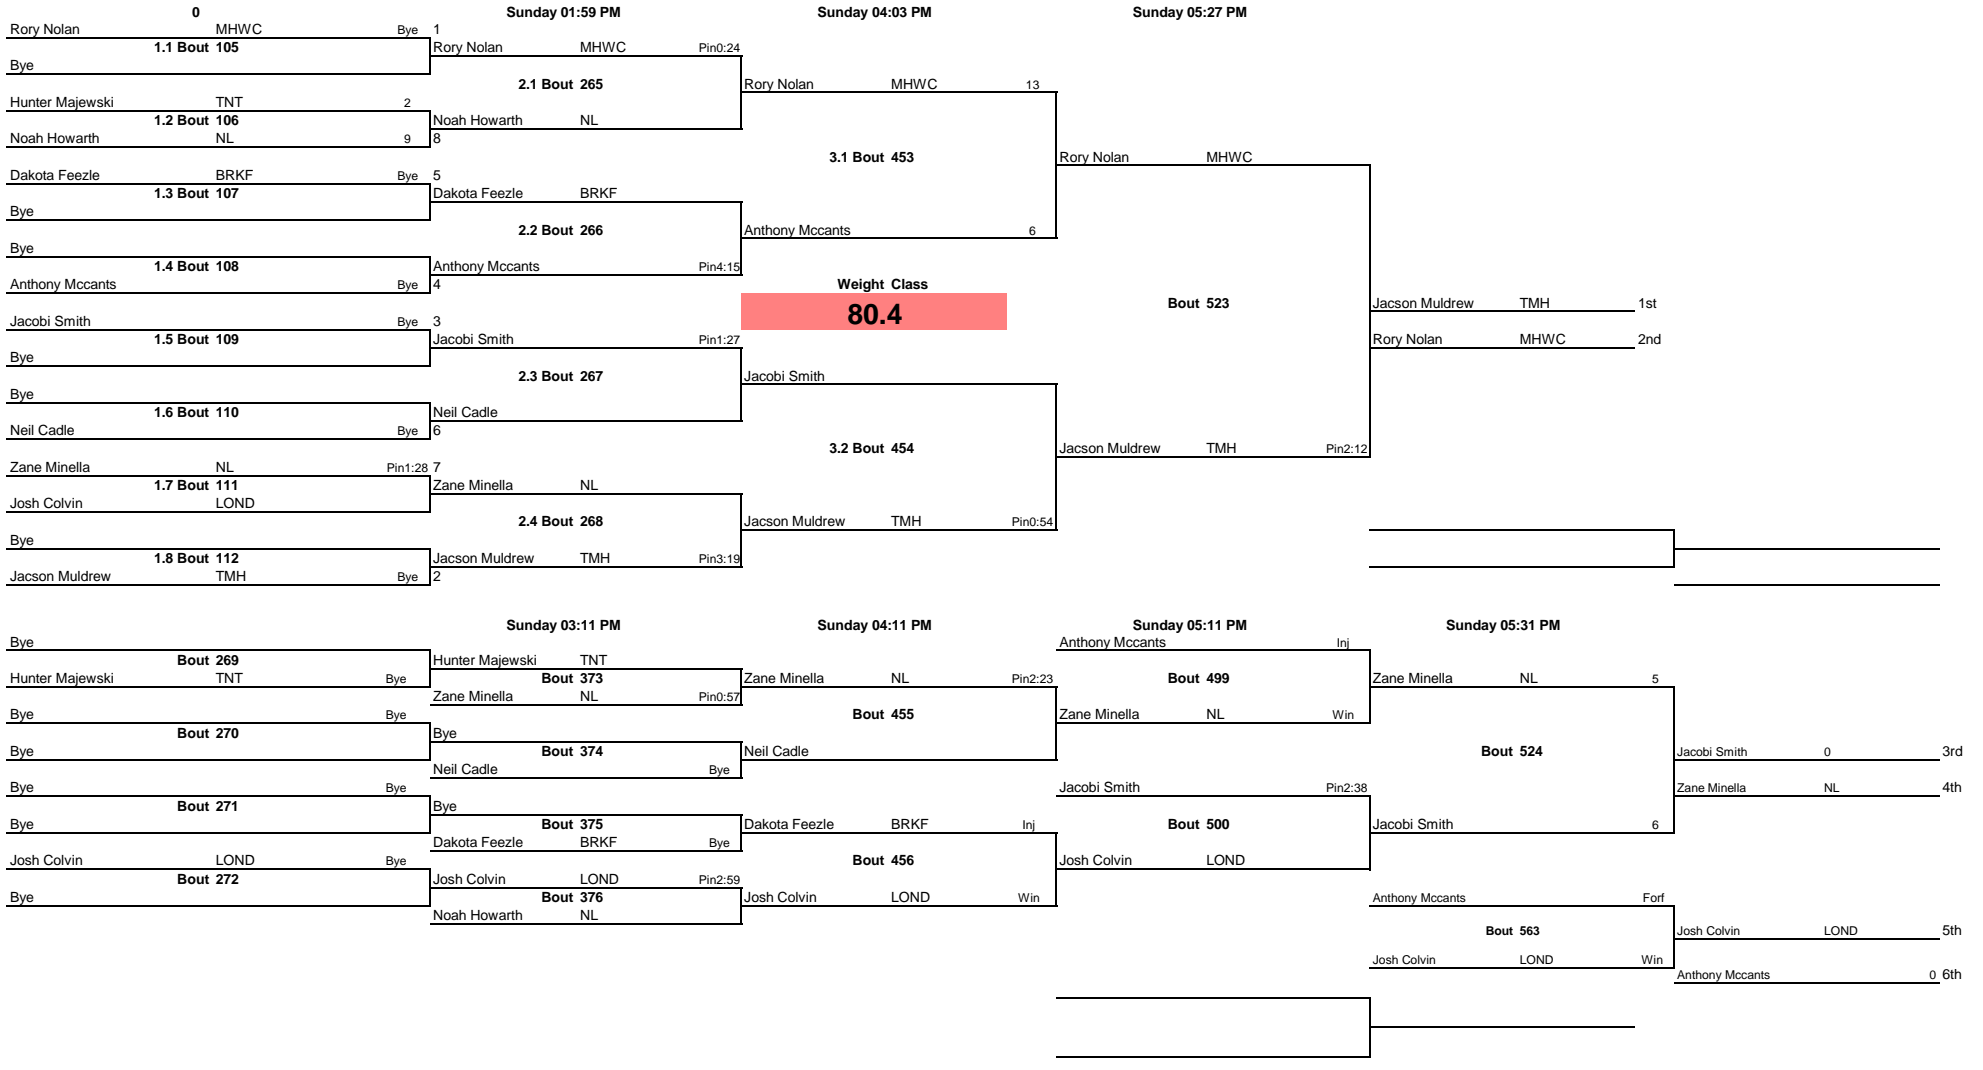 0 Sunday 01:59 PM Sunday 04:03 PM Sunday 05:27 PM
Rory Nolan MHWC Bye 1
1.1 Bout 105 Rory Nolan MHWC Pin0:24
Bye
2.1 Bout 265 Rory Nolan MHWC 13
Hunter Majewski TNT 2
1.2 Bout 106 Noah Howarth NL
Noah Howarth NL 9 8
3.1 Bout 453 Rory Nolan MHWC
Dakota Feezle BRKF Bye 5
1.3 Bout 107 Dakota Feezle BRKF
Bye
2.2 Bout 266 Anthony Mccants 6
Bye
1.4 Bout 108 Anthony Mccants Pin4:15
Anthony Mccants Bye 4 Weight Class
Bout 523 Jacson Muldrew TMH 1st
80.4
Jacobi Smith Bye 3
1.5 Bout 109 Jacobi Smith Pin1:27 Rory Nolan MHWC 2nd
Bye
2.3 Bout 267 Jacobi Smith
Bye
1.6 Bout 110 Neil Cadle
Neil Cadle Bye 6
3.2 Bout 454 Jacson Muldrew TMH Pin2:12
Zane Minella NL Pin1:28 7
1.7 Bout 111 Zane Minella NL
Josh Colvin LOND
2.4 Bout 268 Jacson Muldrew TMH Pin0:54
Bye
1.8 Bout 112 Jacson Muldrew TMH Pin3:19
Jacson Muldrew TMH Bye 2
Sunday 03:11 PM Sunday 04:11 PM Sunday 05:11 PM Sunday 05:31 PM
Bye Anthony Mccants Inj
Bout 269 Hunter Majewski TNT
Hunter Majewski TNT Bye Bout 373 Zane Minella NL Pin2:23 Bout 499 Zane Minella NL 5
Zane Minella NL Pin0:57
Bye Bye Bout 455 Zane Minella NL Win
Bout 270 Bye
Bye Bout 374 Neil Cadle Bout 524 Jacobi Smith 0 3rd
Neil Cadle Bye
Bye Bye Jacobi Smith Pin2:38 Zane Minella NL 4th
Bout 271 Bye
Bye Bout 375 Dakota Feezle BRKF Inj Bout 500 Jacobi Smith 6
Dakota Feezle BRKF Bye
Josh Colvin LOND Bye Bout 456 Josh Colvin LOND
Bout 272 Josh Colvin LOND Pin2:59
Bye Bout 376 Josh Colvin LOND Win Anthony Mccants Forf
Noah Howarth NL
Bout 563 Josh Colvin LOND 5th
Josh Colvin LOND Win
Anthony Mccants 0 6th